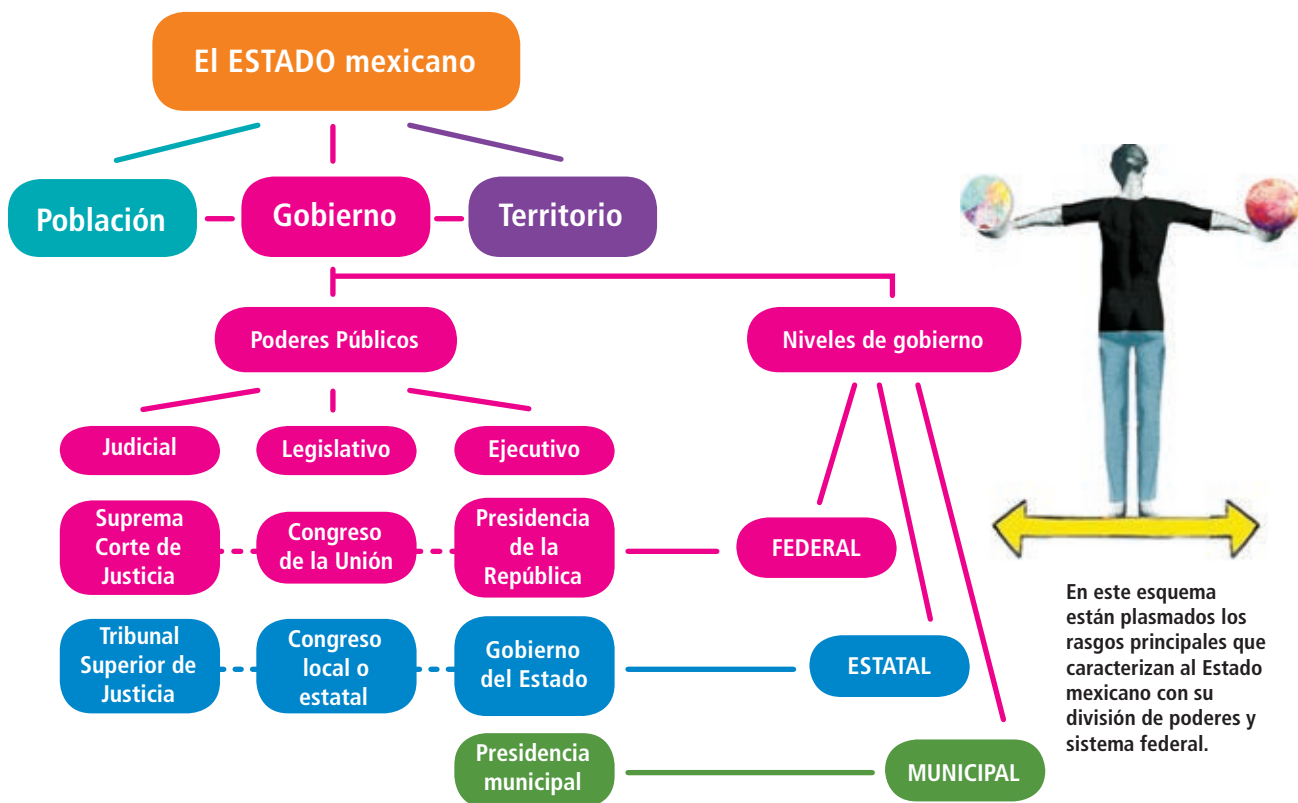 El ESTADO mexicano
Población
Gobierno
Territorio
Poderes Públicos
Niveles de gobierno
Judicial
Legislativo
Ejecutivo
Suprema
Corte de
Justicia
Congreso
de la Unión
Presidencia
de la
República
FEDERAL
Tribunal
Superior de
Justicia
Congreso
local o
estatal
Gobierno
del Estado
ESTATAL
Presidencia
municipal
MUNICIPAL
En este esquema
están plasmados los
rasgos principales que
caracterizan al Estado
mexicano con su
división de poderes y
sistema federal.